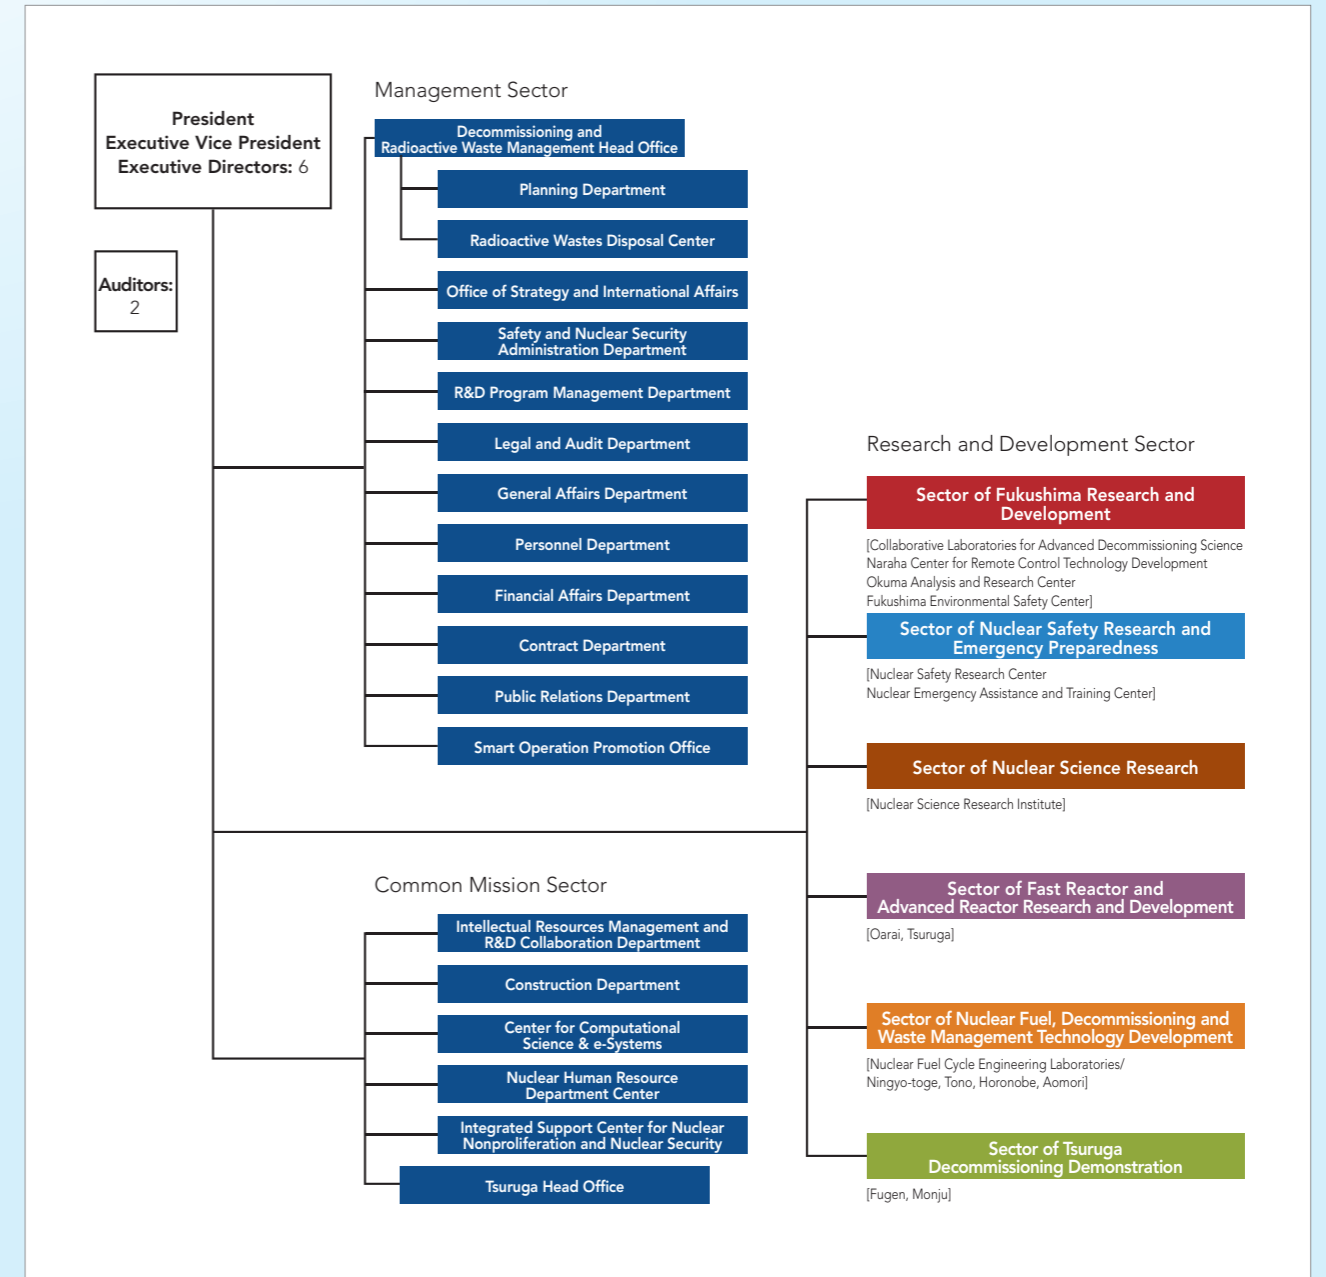 President
Executive Vice President
Executive Directors: 6
Auditors:
2
Management Sector
Decommissioning and
Radioactive Waste Management Head Office
Planning Department
Radioactive Wastes Disposal Center
Office of Strategy and International Affairs
Safety and Nuclear Security
Administration Department
R&D Program Management Department
Legal and Audit Department
General Affairs Department
Personnel Department
Financial Affairs Department
Contract Department
Public Relations Department
Smart Operation Promotion Office
Common Mission Sector
Intellectual Resources Management and
R&D Collaboration Department
Construction Department
Center for Computational
Science & e-Systems
Nuclear Human Resource
Department Center
Integrated Support Center for Nuclear
Nonproliferation and Nuclear Security
Tsuruga Head Office
Research and Development Sector
Sector of Fukushima Research and
Development
[Collaborative Laboratories for Advanced Decommissioning Science
Naraha Center for Remote Control Technology Development
Okuma Analysis and Research Center
Fukushima Environmental Safety Center]
Sector of Nuclear Safety Research and
Emergency Preparedness
[Nuclear Safety Research Center
Nuclear Emergency Assistance and Training Center]
Sector of Nuclear Science Research
[Nuclear Science Research Institute]
Sector of Fast Reactor and
Advanced Reactor Research and Development
[Oarai, Tsuruga]
Sector of Nuclear Fuel, Decommissioning and
Waste Management Technology Development
[Nuclear Fuel Cycle Engineering Laboratories/
Ningyo-toge, Tono, Horonobe, Aomori]
Sector of Tsuruga
Decommissioning Demonstration
[Fugen, Monju]